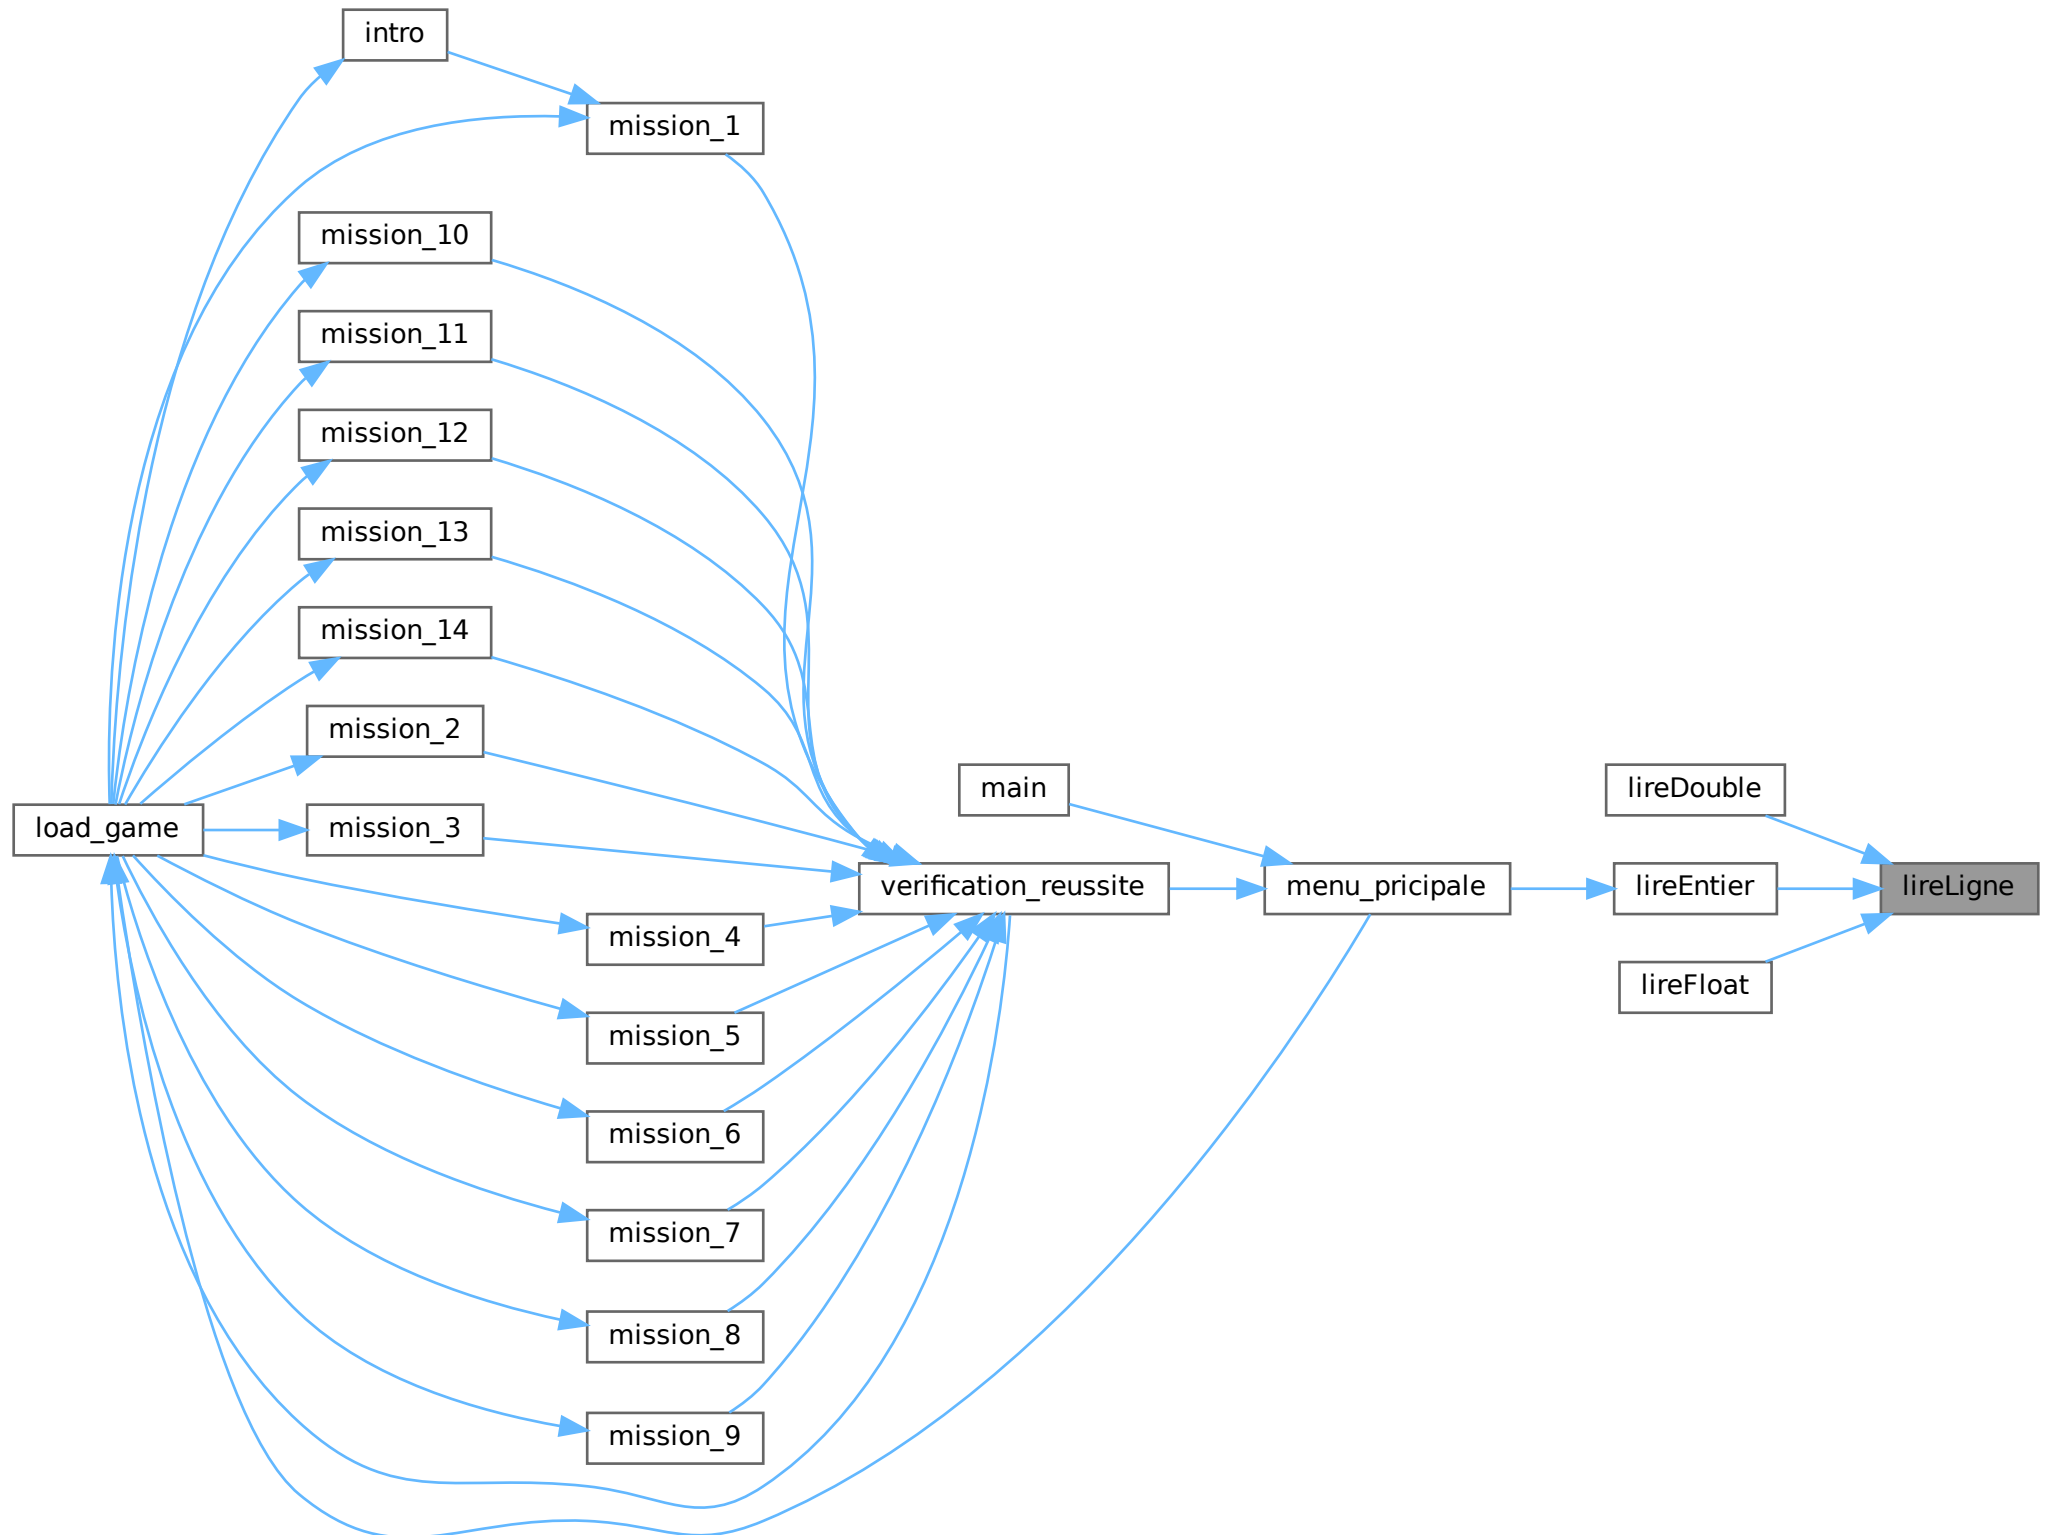 intro
mission_1
mission_10
mission_11
mission_12
mission_13
mission_14
mission_2
main
lireDouble
load_game
mission_3
verification_reussite
menu_pricipale
lireEntier
lireLigne
mission_4
lireFloat
mission_5
mission_6
mission_7
mission_8
mission_9